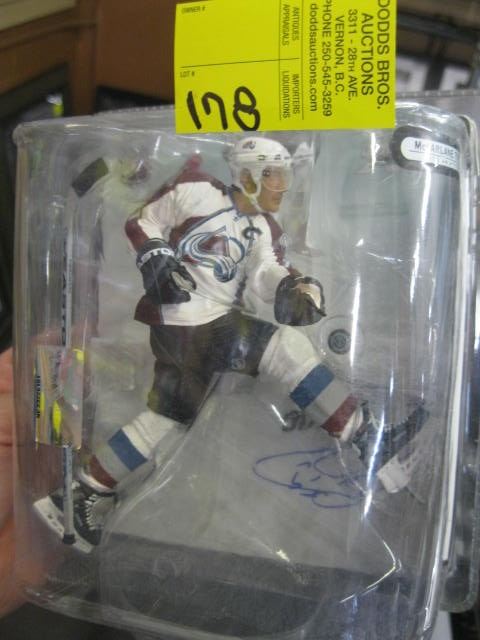 DODDS BROS.
AUCTIONS
3311 - 28TH AVE.
VERNON, B.C.
PHONE 250-545-3259
doddsauctions.com
ANTIQUES
APPRAISALS
IMPORTERS
LIQUIDATIONS
OWNER #
LOT #
178
McFARLANE
C